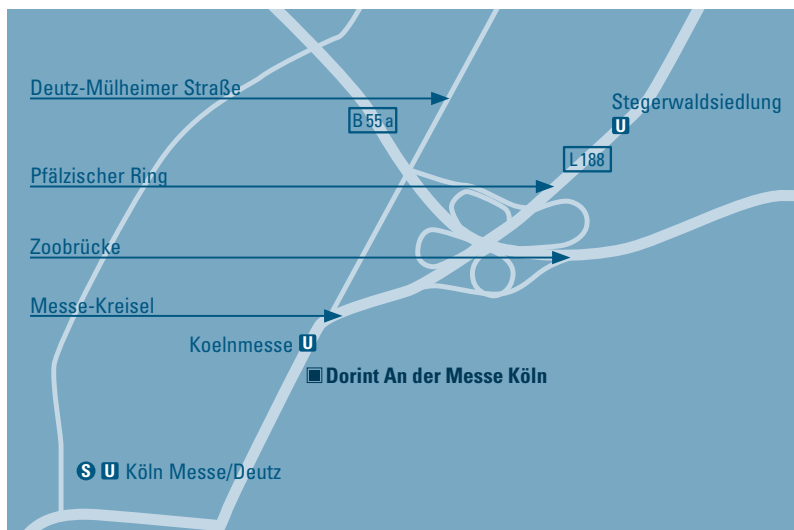 Deutz-Mülheimer Straße
Stegerwaldsiedlung
B 55 a
U
L 188
Pfälzischer Ring
Zoobrücke
Messe-Kreisel
Koelnmesse U
Dorint An der Messe Köln
S U Köln Messe/Deutz